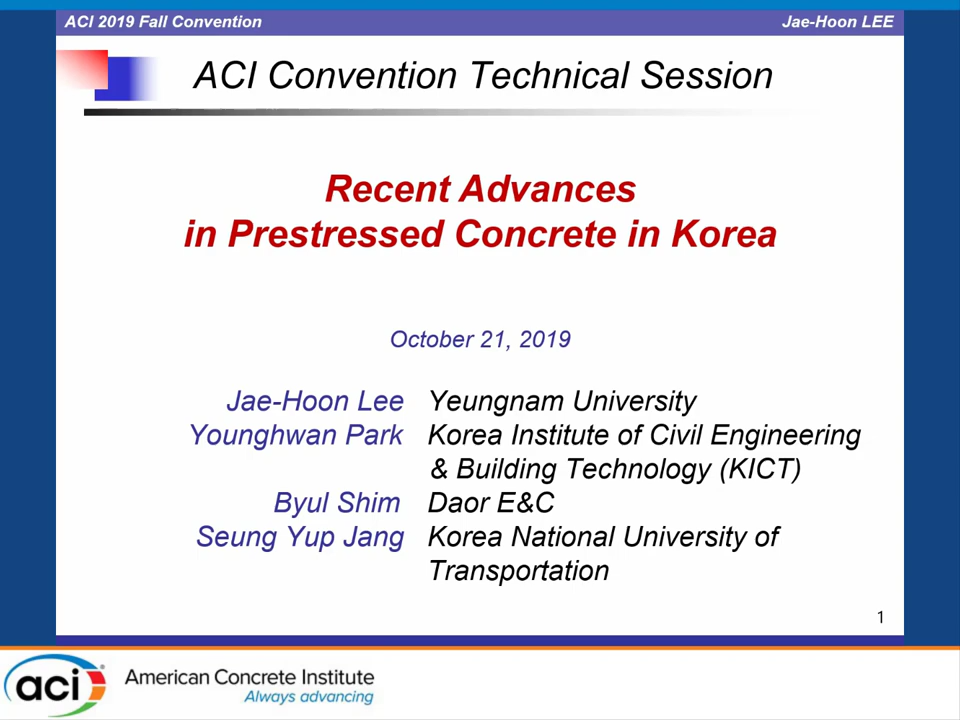 ACI 2019 Fall Convention Jae-Hoon LEE
ACI Convention Technical Session
Recent Advances
in Prestressed Concrete in Korea
October 21, 2019
Jae-Hoon Lee Yeungnam University
Younghwan Park Korea Institute of Civil Engineering
& Building Technology (KICT)
Byul Shim Daor E&C
Seung Yup Jang Korea National University of
Transportation
1
aci American Concrete Institute
Always advancing